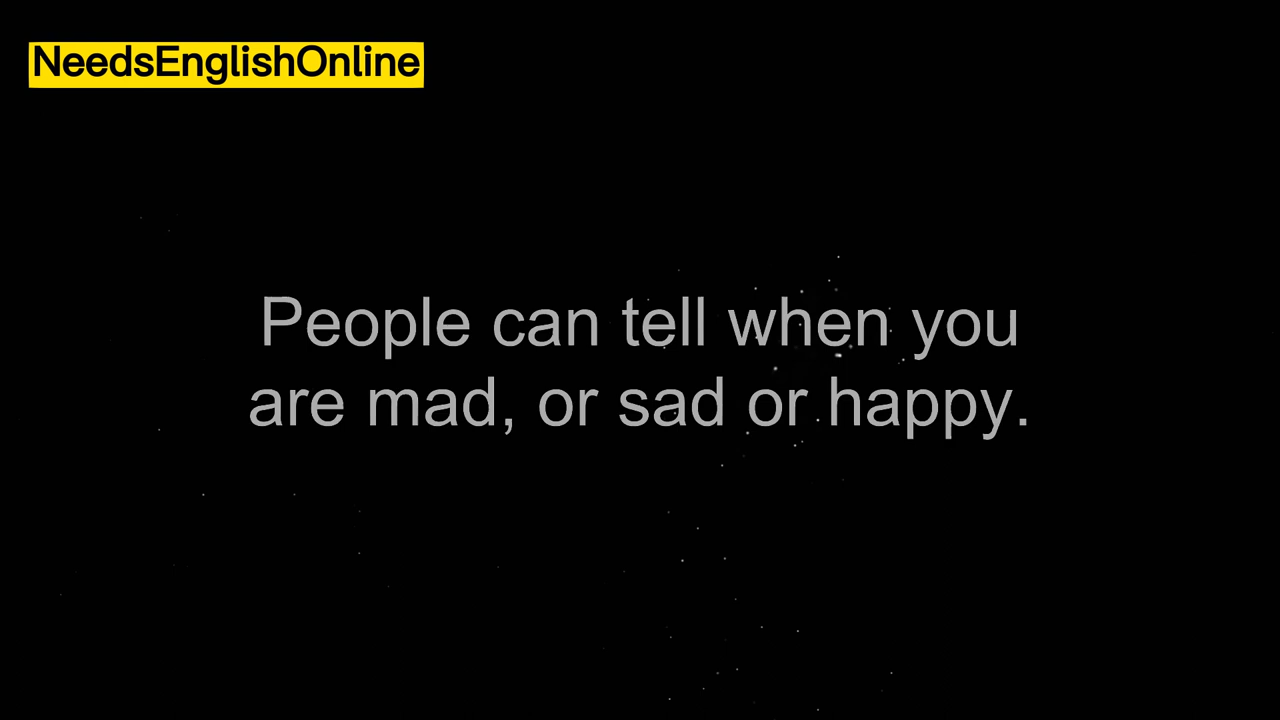 NeedsEnglishOnline
People can tell when you
are mad, or sad or happy.